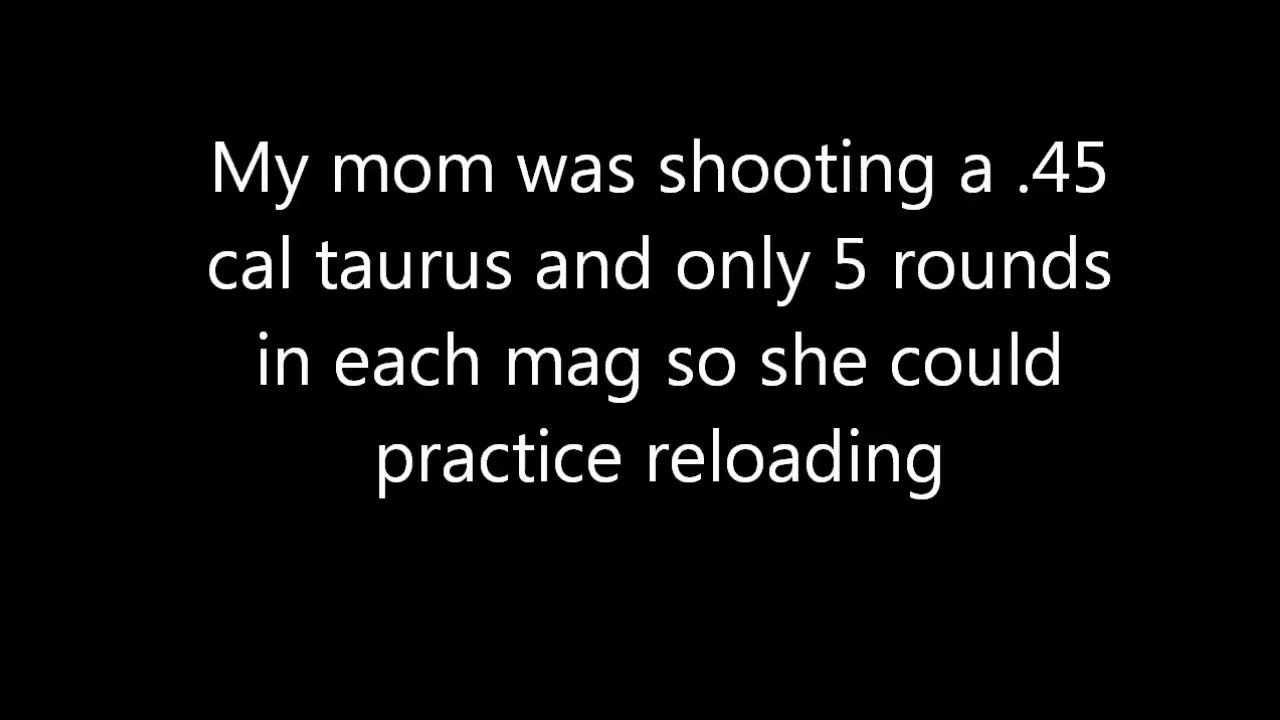 My mom was shooting a .45
cal taurus and only 5 rounds
in each mag so she could
practice reloading